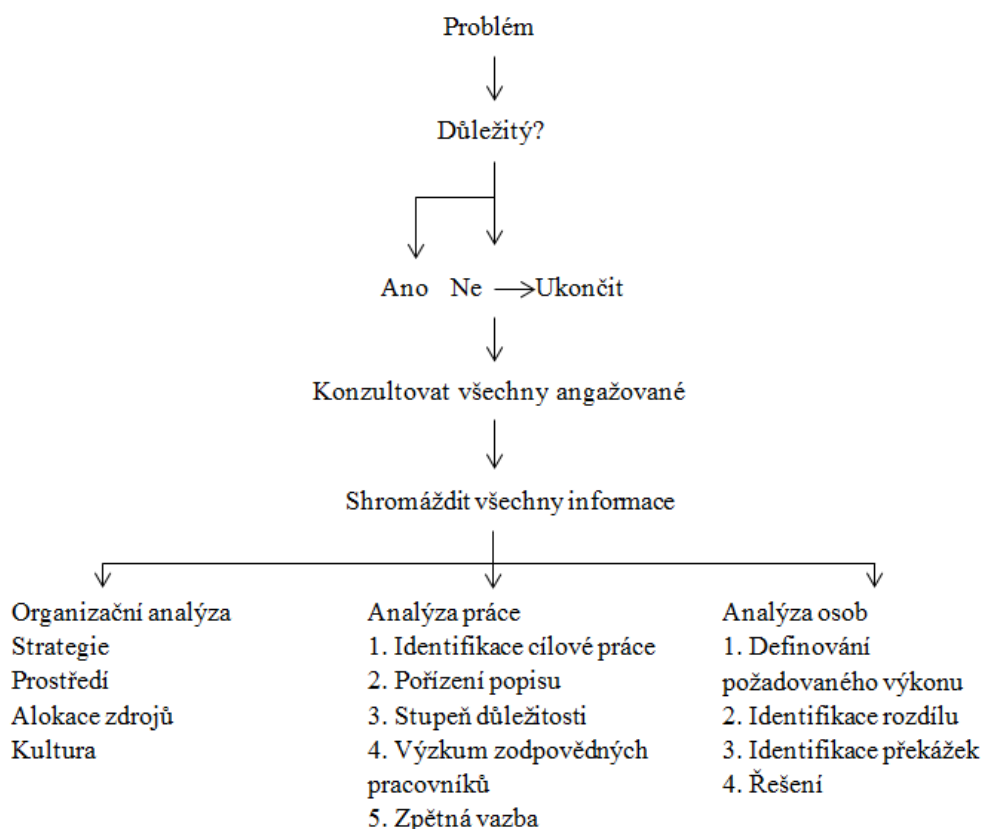 Problém
Důležitý?
Ano Ne Ukončit
Konzultovat všechny angažované
Shromáždit všechny informace
Organizační analýza
Strategie
Prostředí
Alokace zdrojů
Kultura
Analýza práce
1. Identifikace cílové práce
2. Pořízení popisu
3. Stupeň důležitosti
4. Výzkum zodpovědných
pracovníků
5. Zpětná vazba
Analýza osob
1. Definování
požadovaného výkonu
2. Identifikace rozdílu
3. Identifikace překážek
4. Řešení